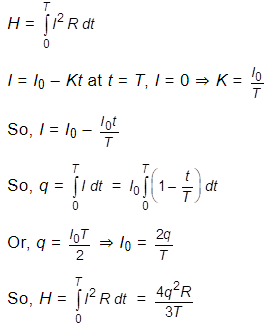 H = ∫₀ᵀ I² R dt
I = I₀ – Kt at t = T, I = 0 ⇒ K = I₀/T
So, I = I₀ – I₀t/T
So, q = ∫₀ᵀ I dt = I₀∫₀ᵀ(1 – t/T) dt
Or, q = I₀T/2 ⇒ I₀ = 2q/T
So, H = ∫₀ᵀ I² R dt = 4q²R/3T